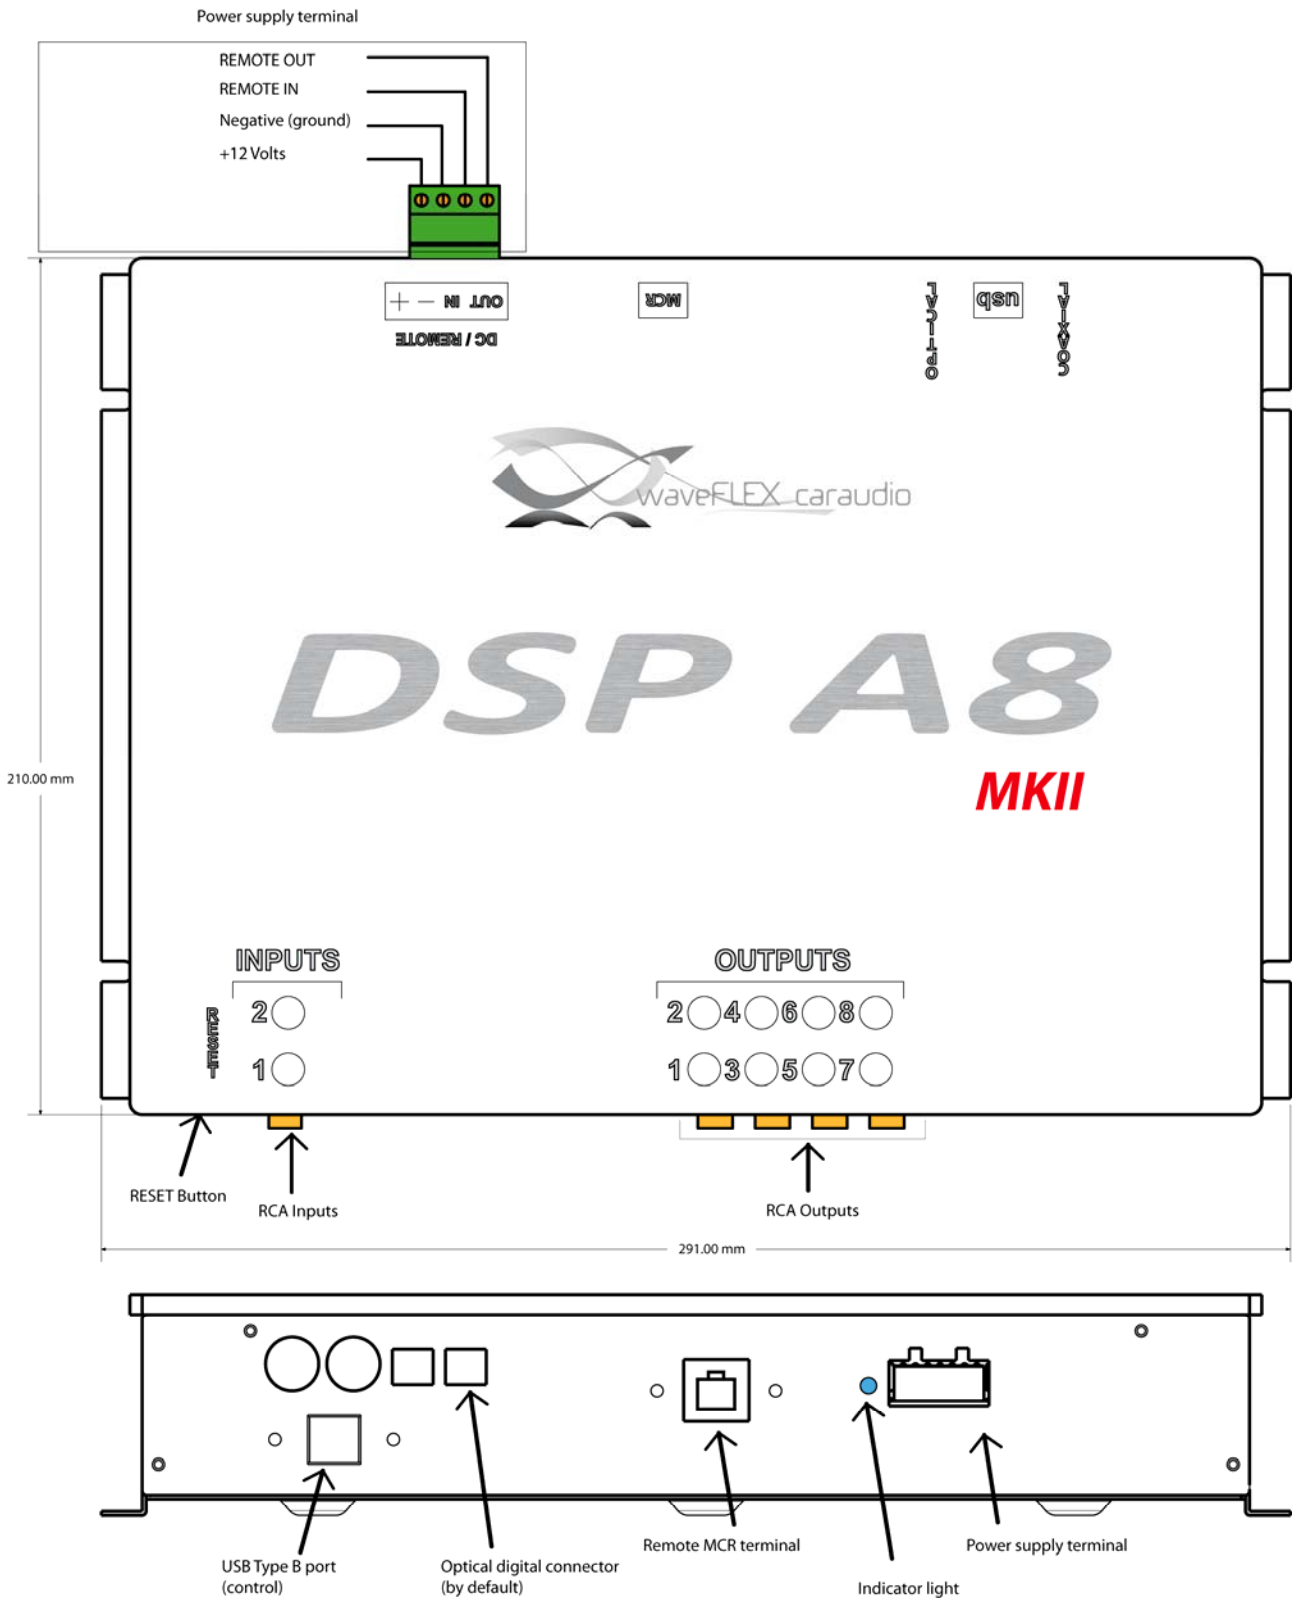 Power supply terminal
REMOTE OUT
REMOTE IN
Negative (ground)
+12 Volts
+ − IN OUT
DC / REMOTE
MCR
OPTICAL
usb
COAXIAL
waveFLEX caraudio
DSP A8
MKII
210.00 mm
INPUTS
OUTPUTS
RESET
2
2 4 6 8
1
1 3 5 7
RESET Button
RCA Inputs
RCA Outputs
291.00 mm
USB Type B port
(control)
Optical digital connector
(by default)
Remote MCR terminal
Indicator light
Power supply terminal